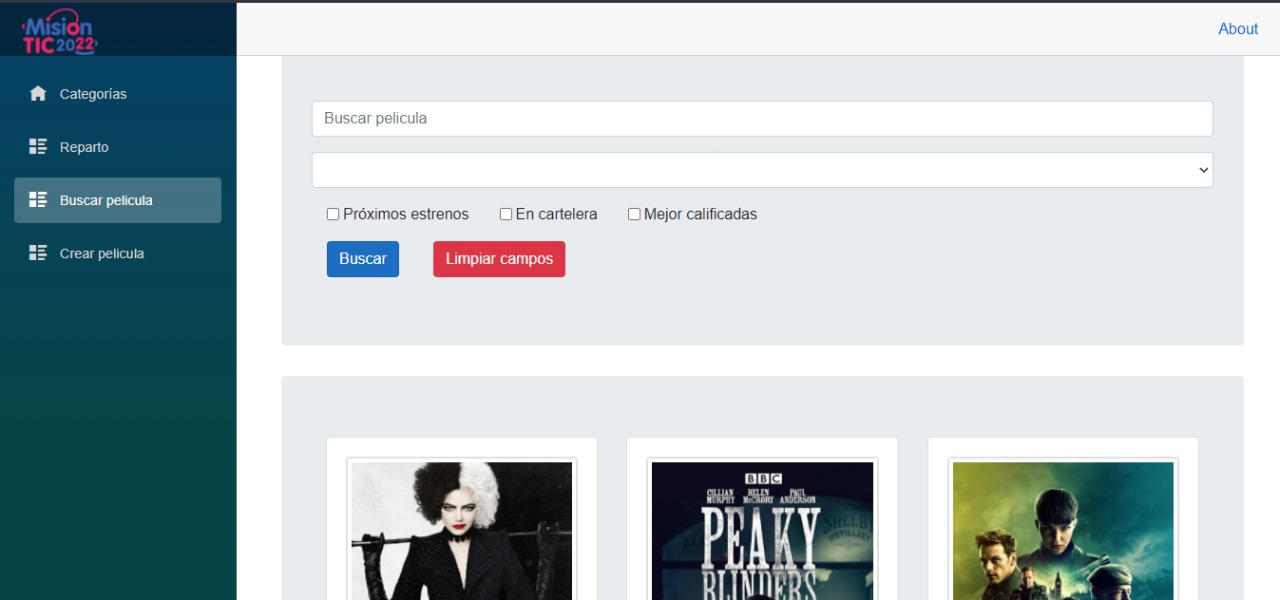 Misión
TIC 2022
About
Categorías
Reparto
Buscar pelicula
Crear pelicula
Buscar pelicula
Próximos estrenos
En cartelera
Mejor calificadas
Buscar
Limpiar campos
BBC
CILLIAN MURPHY HELEN McCRORY PAUL ANDERSON
SHELBY
PEAKY
BLINDERS